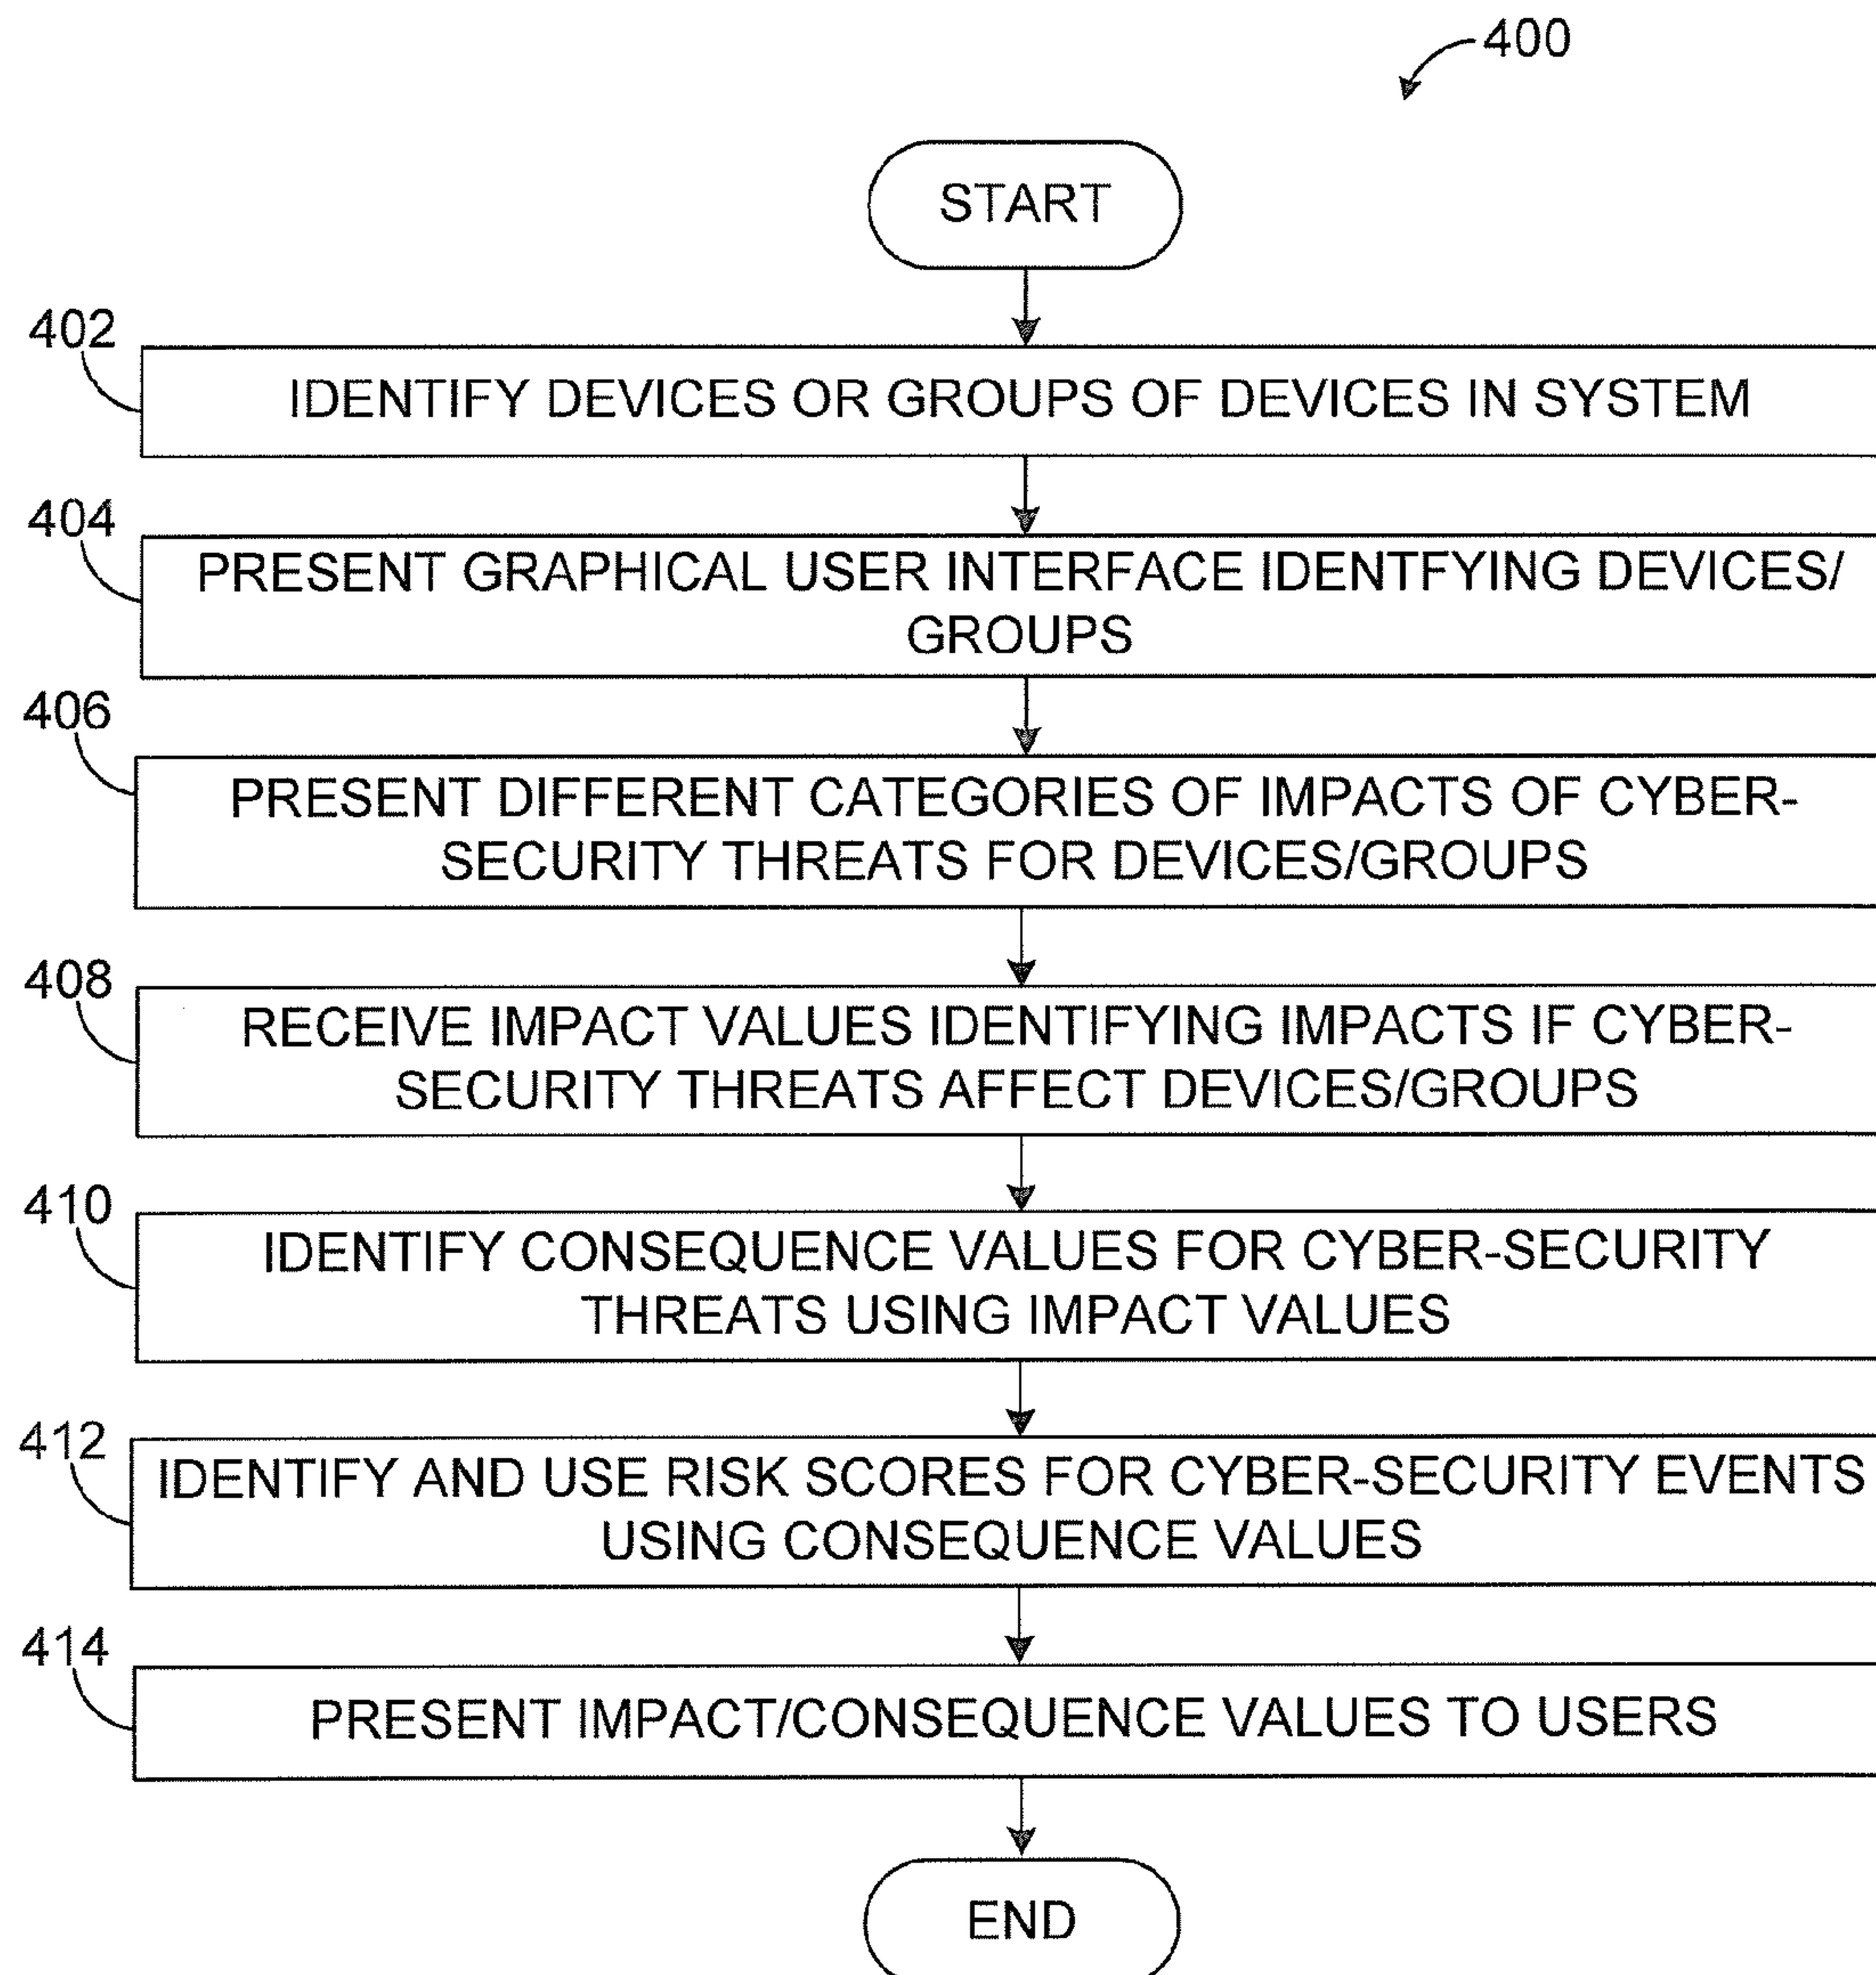 400
START
402
IDENTIFY DEVICES OR GROUPS OF DEVICES IN SYSTEM
404
PRESENT GRAPHICAL USER INTERFACE IDENTFYING DEVICES/
GROUPS
406
PRESENT DIFFERENT CATEGORIES OF IMPACTS OF CYBER-
SECURITY THREATS FOR DEVICES/GROUPS
408
RECEIVE IMPACT VALUES IDENTIFYING IMPACTS IF CYBER-
SECURITY THREATS AFFECT DEVICES/GROUPS
410
IDENTIFY CONSEQUENCE VALUES FOR CYBER-SECURITY
THREATS USING IMPACT VALUES
412
IDENTIFY AND USE RISK SCORES FOR CYBER-SECURITY EVENTS
USING CONSEQUENCE VALUES
414
PRESENT IMPACT/CONSEQUENCE VALUES TO USERS
END